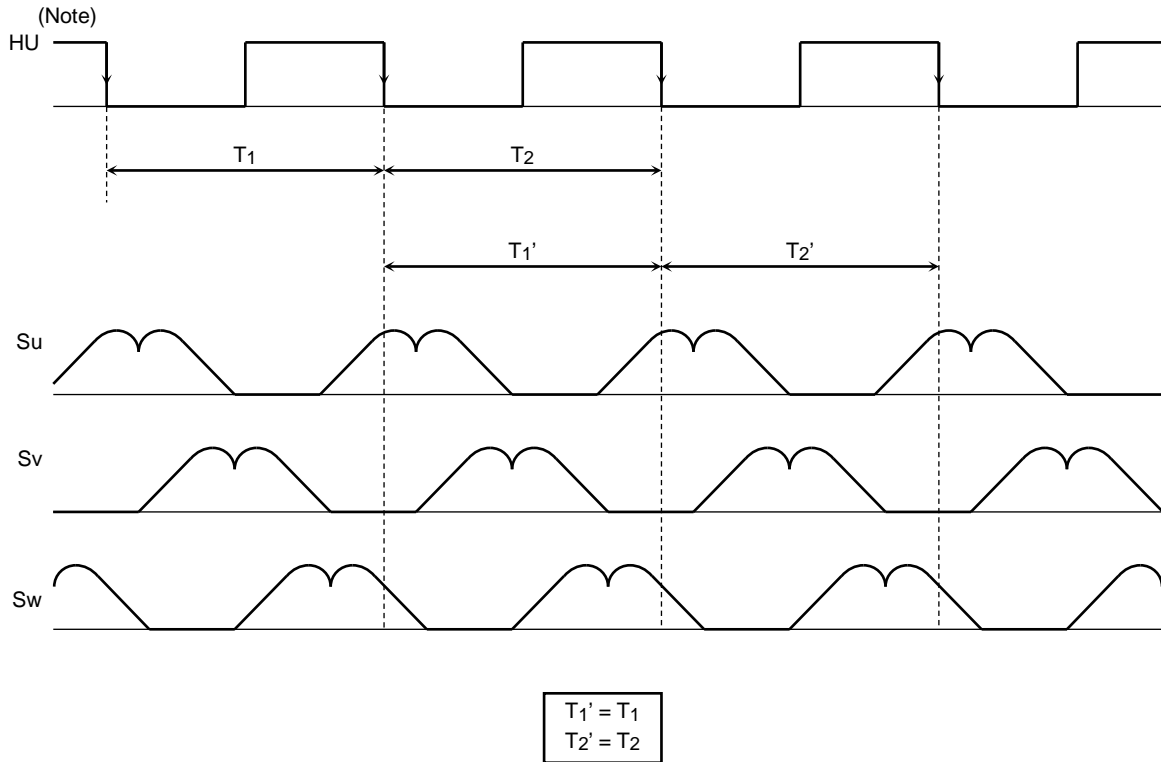 (Note)
HU
T1
T2
T1’
T2’
Su
Sv
Sw
T1’ = T1
T2’ = T2